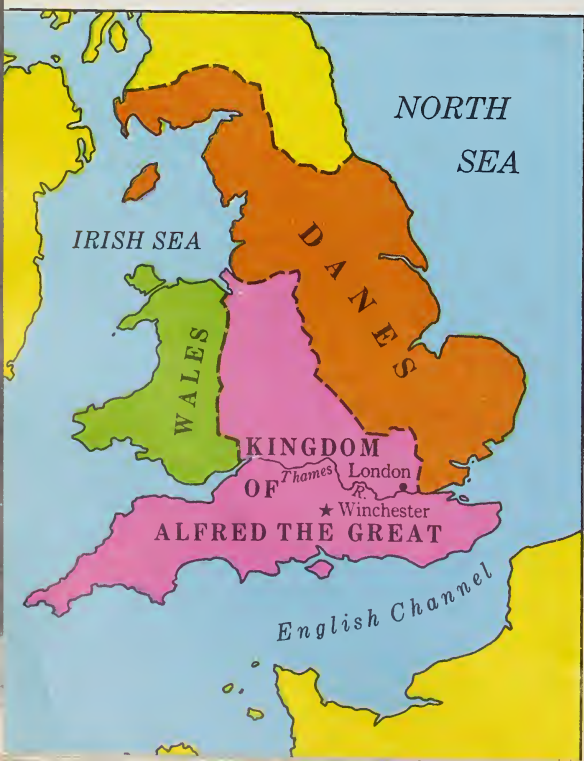 NORTH
SEA
IRISH SEA
DANES
WALES
KINGDOM
OF
Thames R.
London
★ Winchester
ALFRED THE GREAT
English Channel